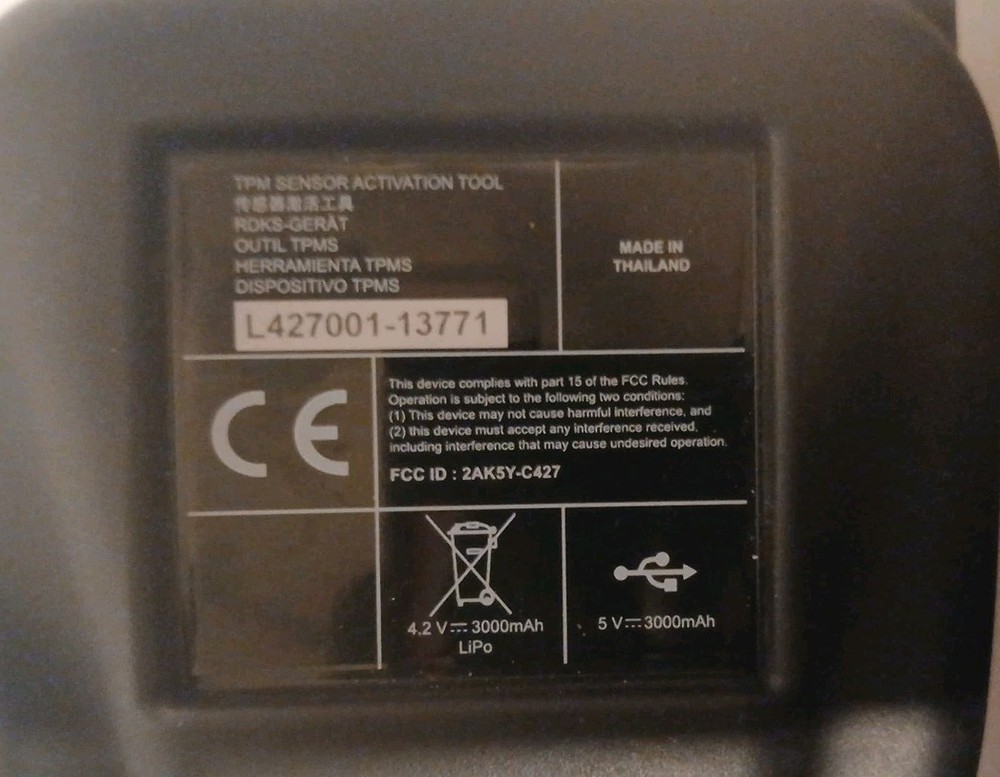 TPM SENSOR ACTIVATION TOOL
传感器激活工具
RDKS-GERÄT
OUTIL TPMS
HERRAMIENTA TPMS
DISPOSITIVO TPMS
L427001-13771
MADE IN
THAILAND
CE
This device complies with part 15 of the FCC Rules.
Operation is subject to the following two conditions:
(1) This device may not cause harmful interference, and
(2) this device must accept any interference received,
including interference that may cause undesired operation.
FCC ID : 2AK5Y-C427
4.2 V⎓ 3000mAh
LiPo
5 V⎓3000mAh